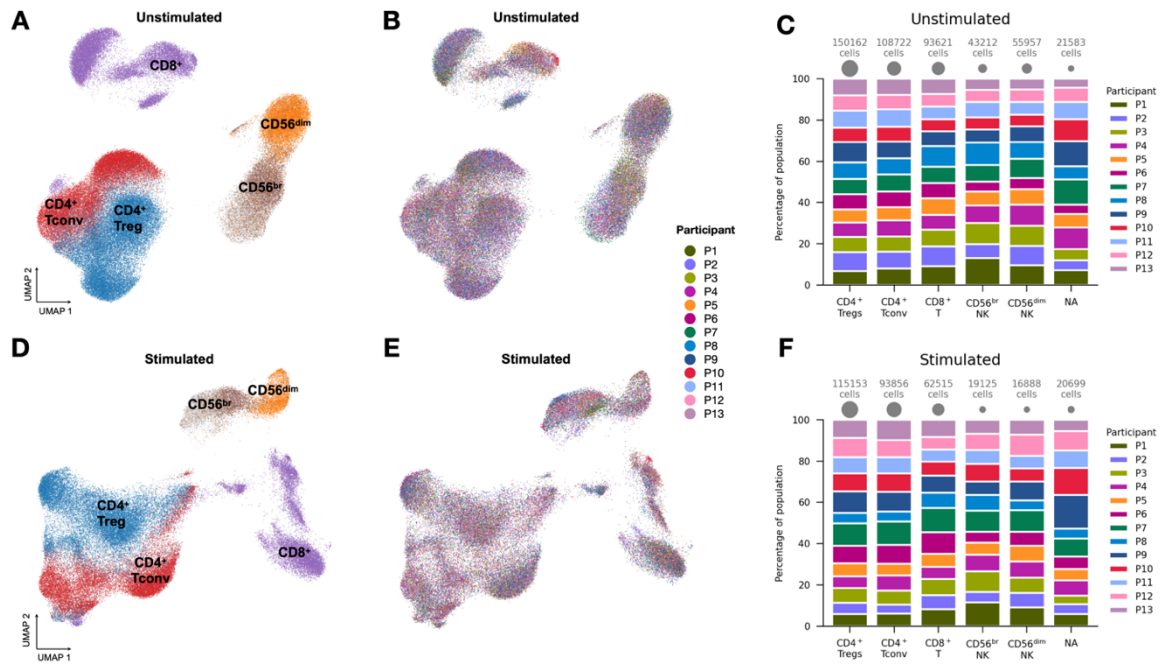 A
Unstimulated
CD8⁺
CD56ᵈⁱᵐ
CD56ᵇʳ
CD4⁺
Tconv
CD4⁺
Treg
UMAP 2
UMAP 1
B
Unstimulated
Participant
P1
P2
P3
P4
P5
P6
P7
P8
P9
P10
P11
P12
P13
C
Unstimulated
150162 108722 93621 43212 55957 21583
cells cells cells cells cells cells
Percentage of population
100
80
60
40
20
0
CD4⁺ CD4⁺ CD8⁺ CD56ᵇʳ CD56ᵈⁱᵐ NA
Tregs Tconv T NK NK
Participant
P1
P2
P3
P4
P5
P6
P7
P8
P9
P10
P11
P12
P13
D
Stimulated
CD56ᵇʳ
CD56ᵈⁱᵐ
CD4⁺
Treg
CD4⁺
Tconv
CD8⁺
UMAP 2
UMAP 1
E
Stimulated
F
Stimulated
115153 93856 62515 19125 16888 20699
cells cells cells cells cells cells
Percentage of population
100
80
60
40
20
0
CD4⁺ CD4⁺ CD8⁺ CD56ᵇʳ CD56ᵈⁱᵐ NA
Tregs Tconv T NK NK
Participant
P1
P2
P3
P4
P5
P6
P7
P8
P9
P10
P11
P12
P13